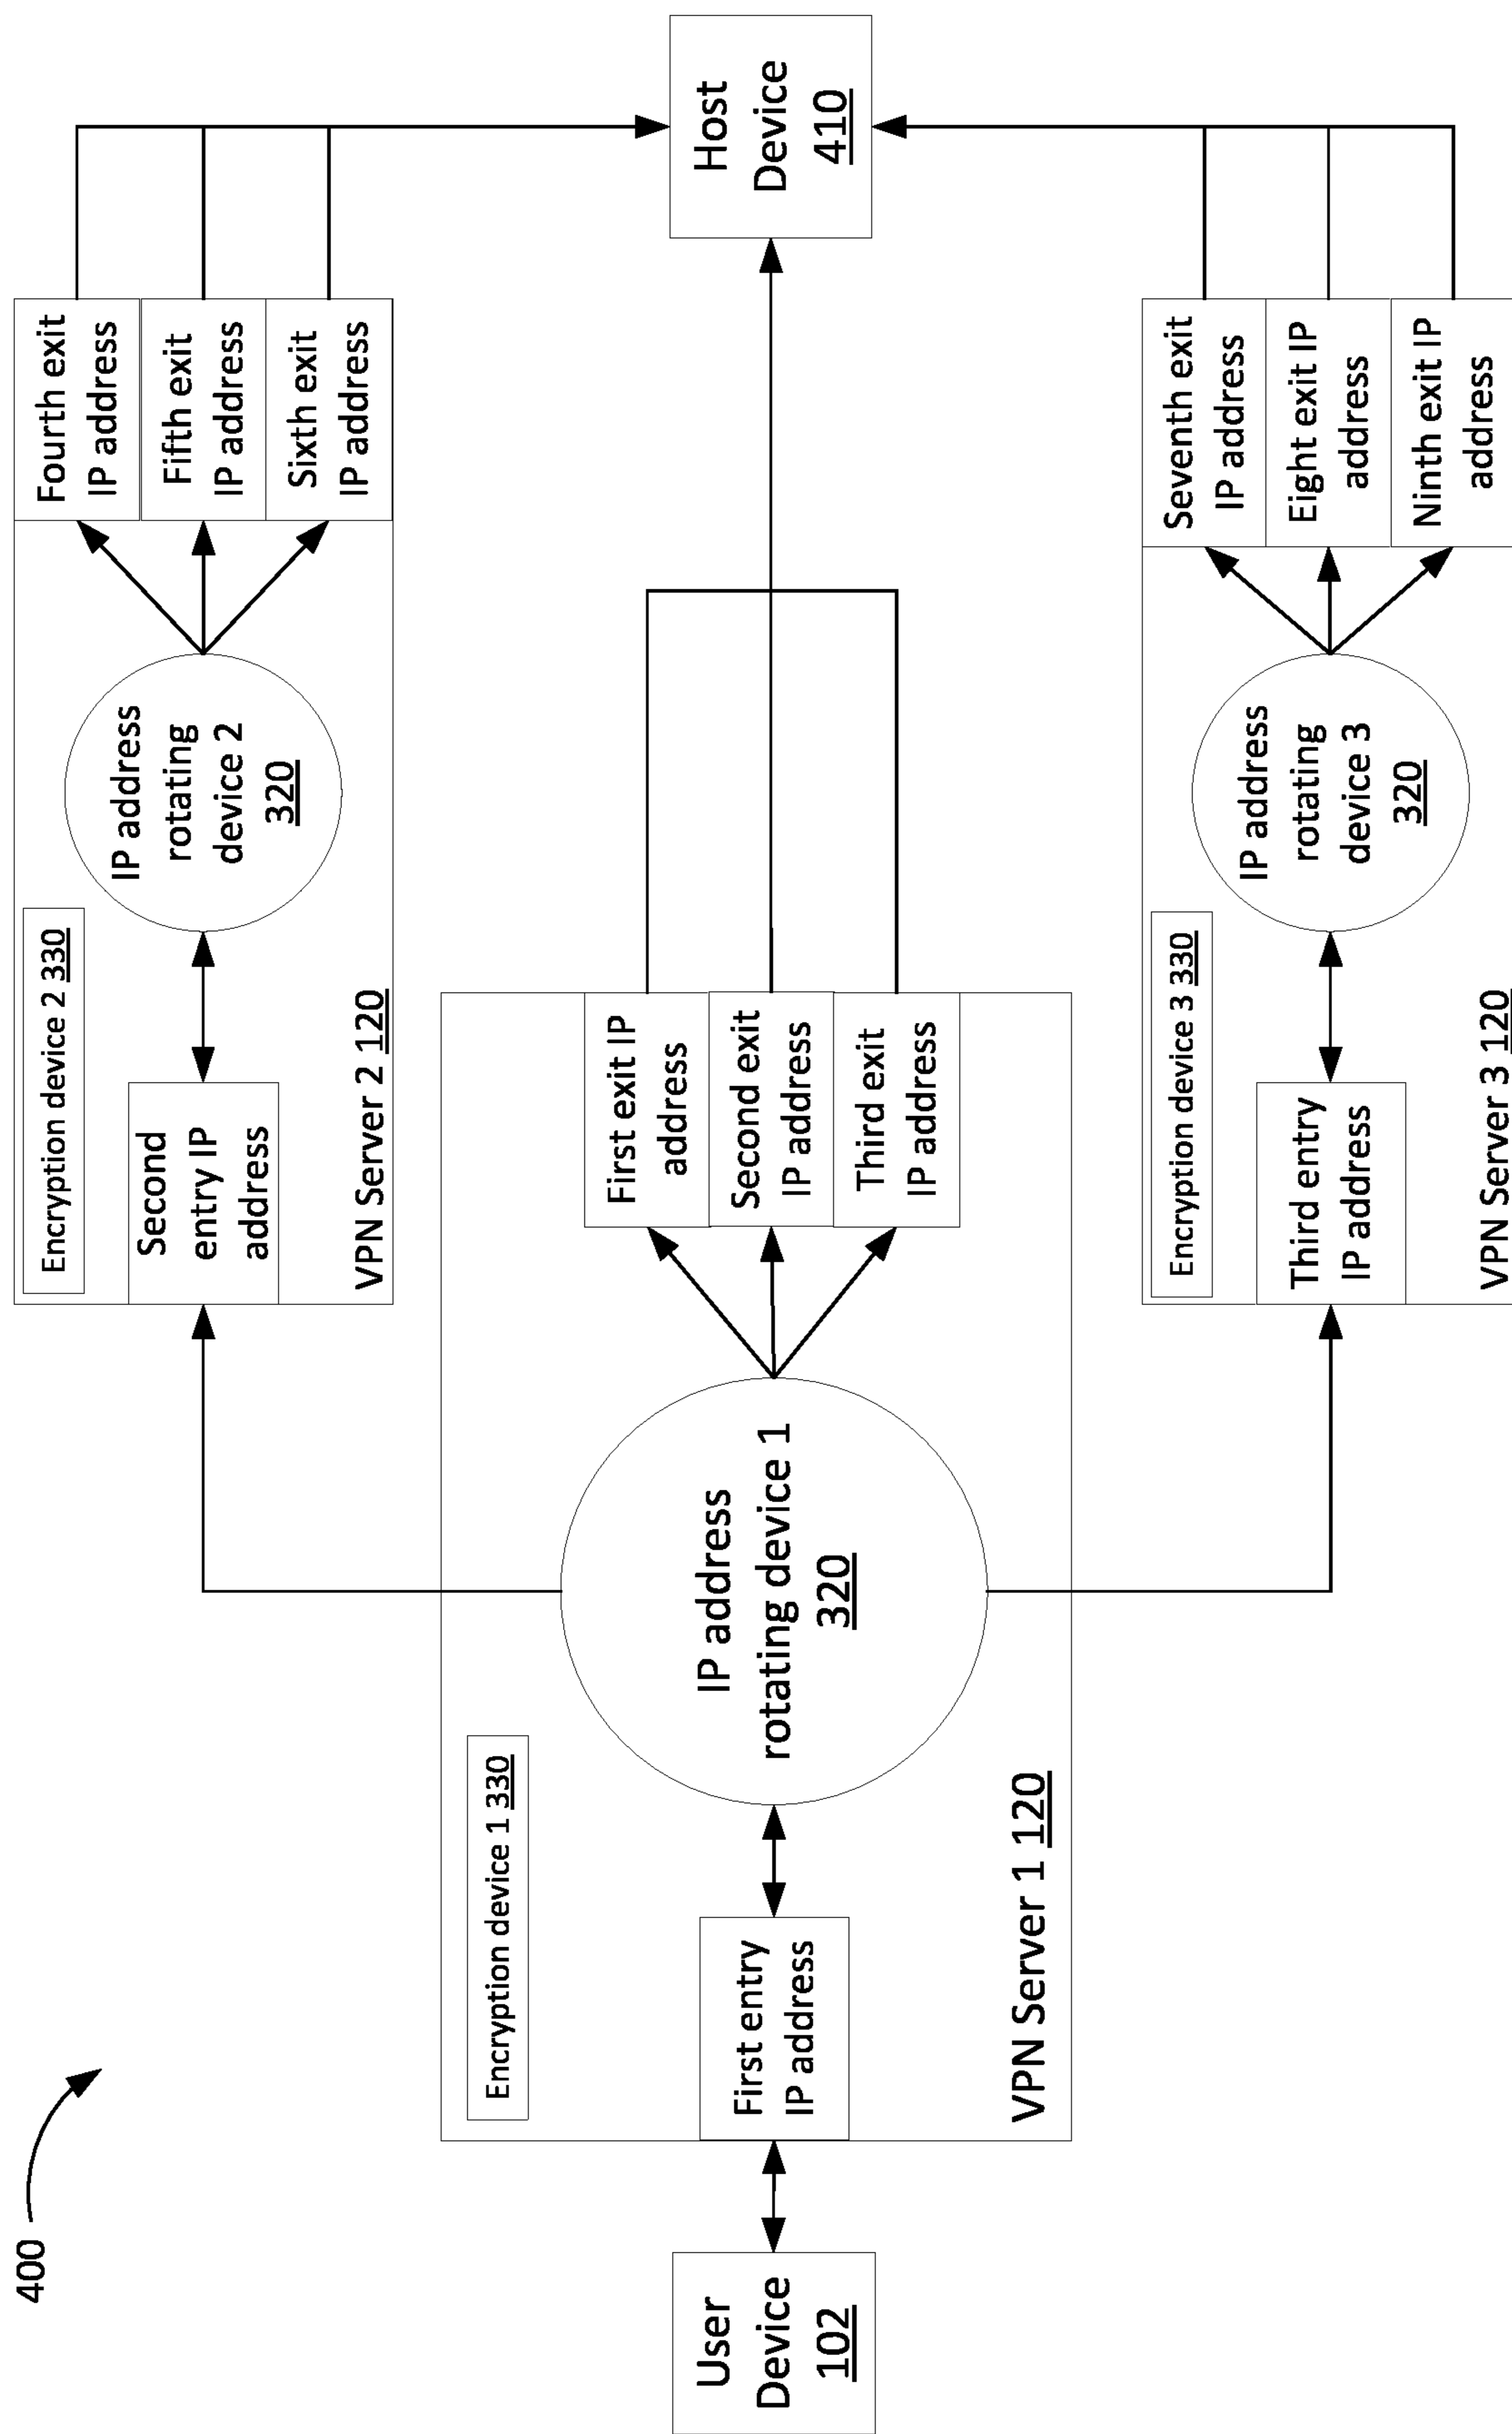 400
User
Device
102
Encryption device 1 330
First entry
IP address
IP address
rotating device 1
320
First exit IP
address
Second exit
IP address
Third exit
IP address
VPN Server 1 120
Encryption device 2 330
Second
entry IP
address
IP address
rotating
device 2
320
Fourth exit
IP address
Fifth exit
IP address
Sixth exit
IP address
VPN Server 2 120
Encryption device 3 330
Third entry
IP address
IP address
rotating
device 3
320
Seventh exit
IP address
Eight exit IP
address
Ninth exit IP
address
VPN Server 3 120
Host
Device
410